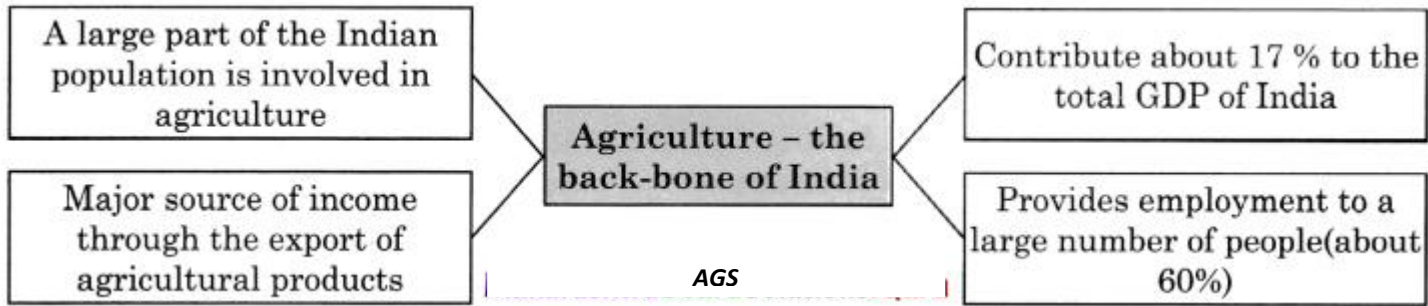 A large part of the Indian
population is involved in
agriculture
Major source of income
through the export of
agricultural products
Agriculture – the
back-bone of India
Contribute about 17 % to the
total GDP of India
Provides employment to a
large number of people(about
60%)
AGS